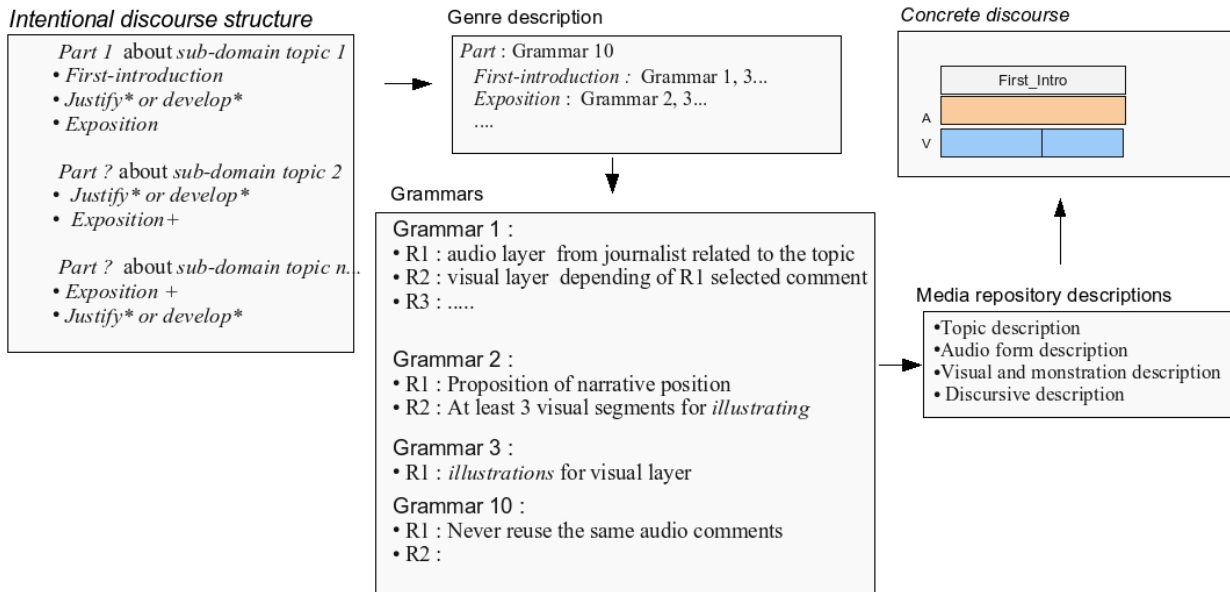 Intentional discourse structure
Part 1 about sub-domain topic 1
• First-introduction
• Justify* or develop*
• Exposition
Part ? about sub-domain topic 2
• Justify* or develop*
• Exposition+
Part ? about sub-domain topic n...
• Exposition +
• Justify* or develop*
Genre description
Part : Grammar 10
First-introduction : Grammar 1, 3...
Exposition : Grammar 2, 3...
....
Grammars
Grammar 1 :
• R1 : audio layer from journalist related to the topic
• R2 : visual layer depending of R1 selected comment
• R3 : .....
Grammar 2 :
• R1 : Proposition of narrative position
• R2 : At least 3 visual segments for illustrating
Grammar 3 :
• R1 : illustrations for visual layer
Grammar 10 :
• R1 : Never reuse the same audio comments
• R2 :
Concrete discourse
First_Intro
A
V
Media repository descriptions
•Topic description
•Audio form description
•Visual and monstration description
• Discursive description